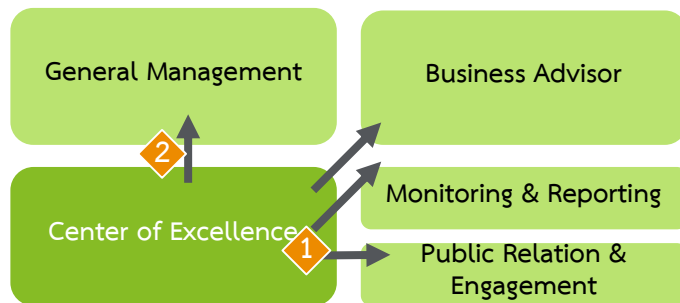 General Management
Business Advisor
2
Center of Excellence
Monitoring & Reporting
1
Public Relation &
Engagement